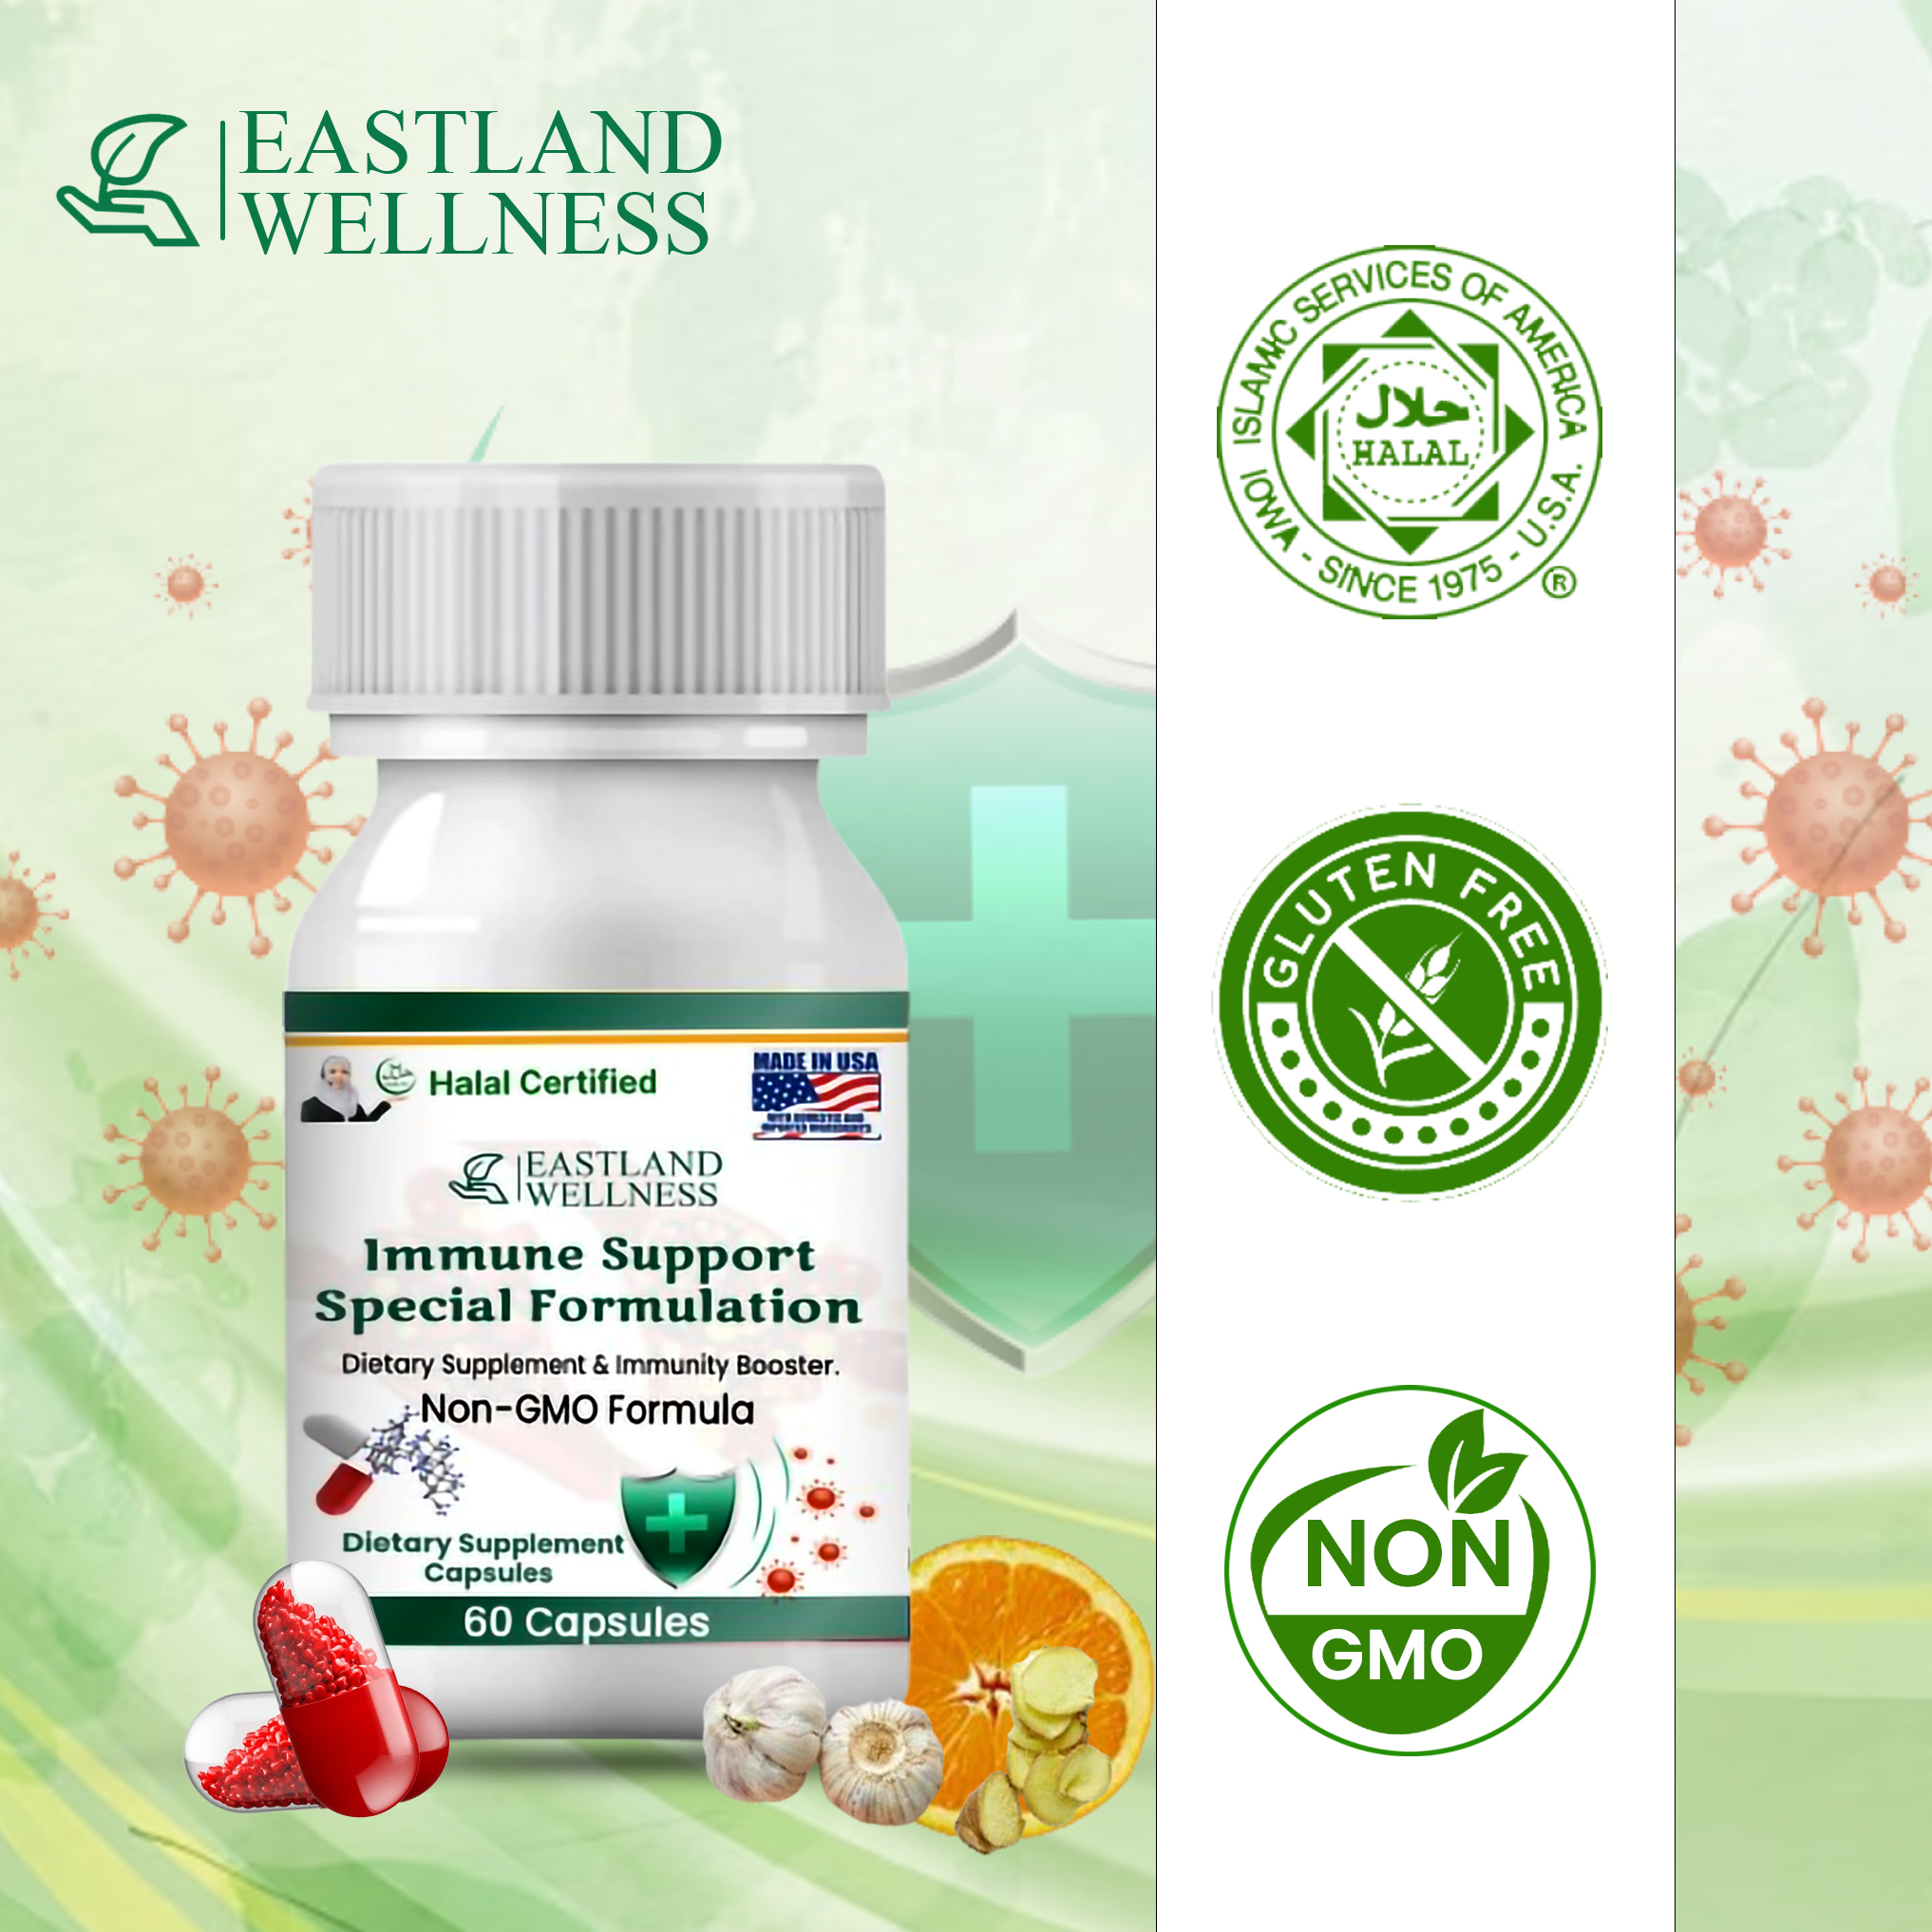 EASTLAND
WELLNESS
Halal Certified
MADE IN USA
EASTLAND
WELLNESS
Immune Support
Special Formulation
Dietary Supplement & Immunity Booster.
Non-GMO Formula
Dietary Supplement
Capsules
60 Capsules
ISLAMIC SERVICES OF AMERICA
حلال
HALAL
IOWA - SINCE 1975 - U.S.A.
®
GLUTEN FREE
NON
GMO